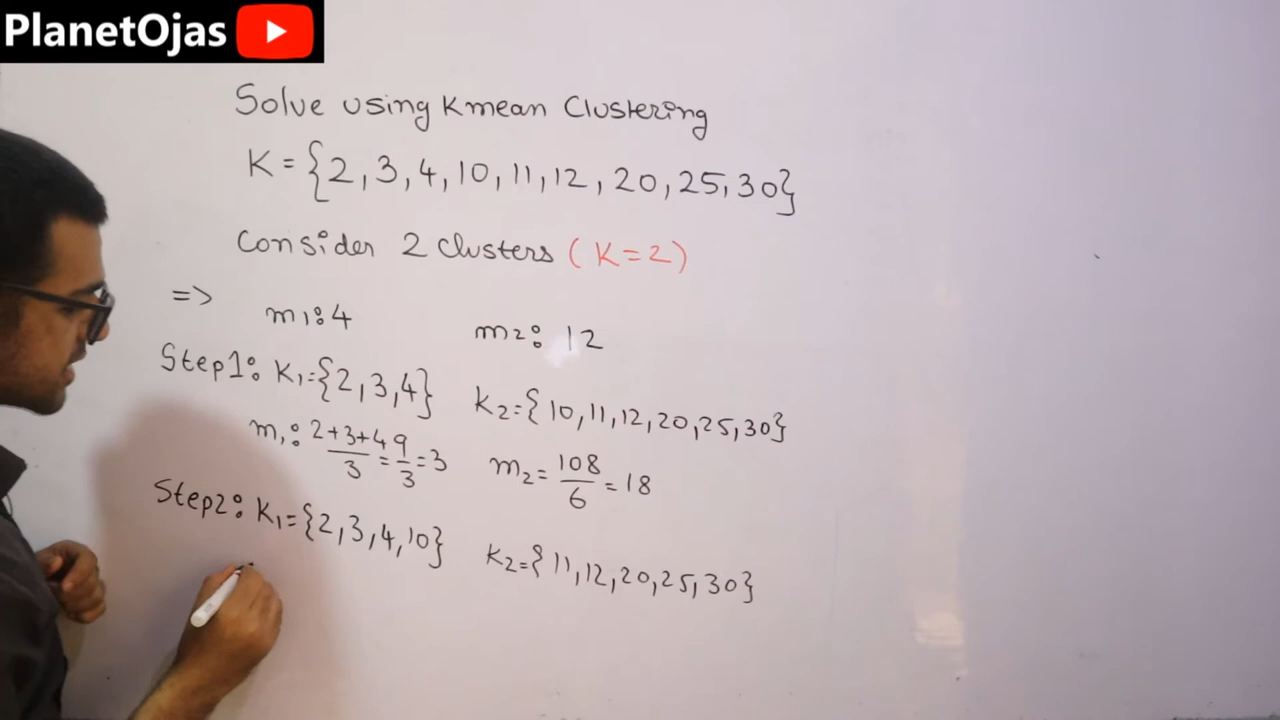 PlanetOjas
Solve using Kmean Clustering
K = {2, 3, 4, 10, 11, 12, 20, 25, 30}
Consider 2 clusters (K=2)
=> m₁: 4 m₂: 12
Step1: K₁={2,3,4} K₂={10,11,12,20,25,30}
m₁: 2+3+4/3 = 9/3 = 3 m₂ = 108/6 = 18
Step2: K₁={2,3,4,10} K₂={11,12,20,25,30}